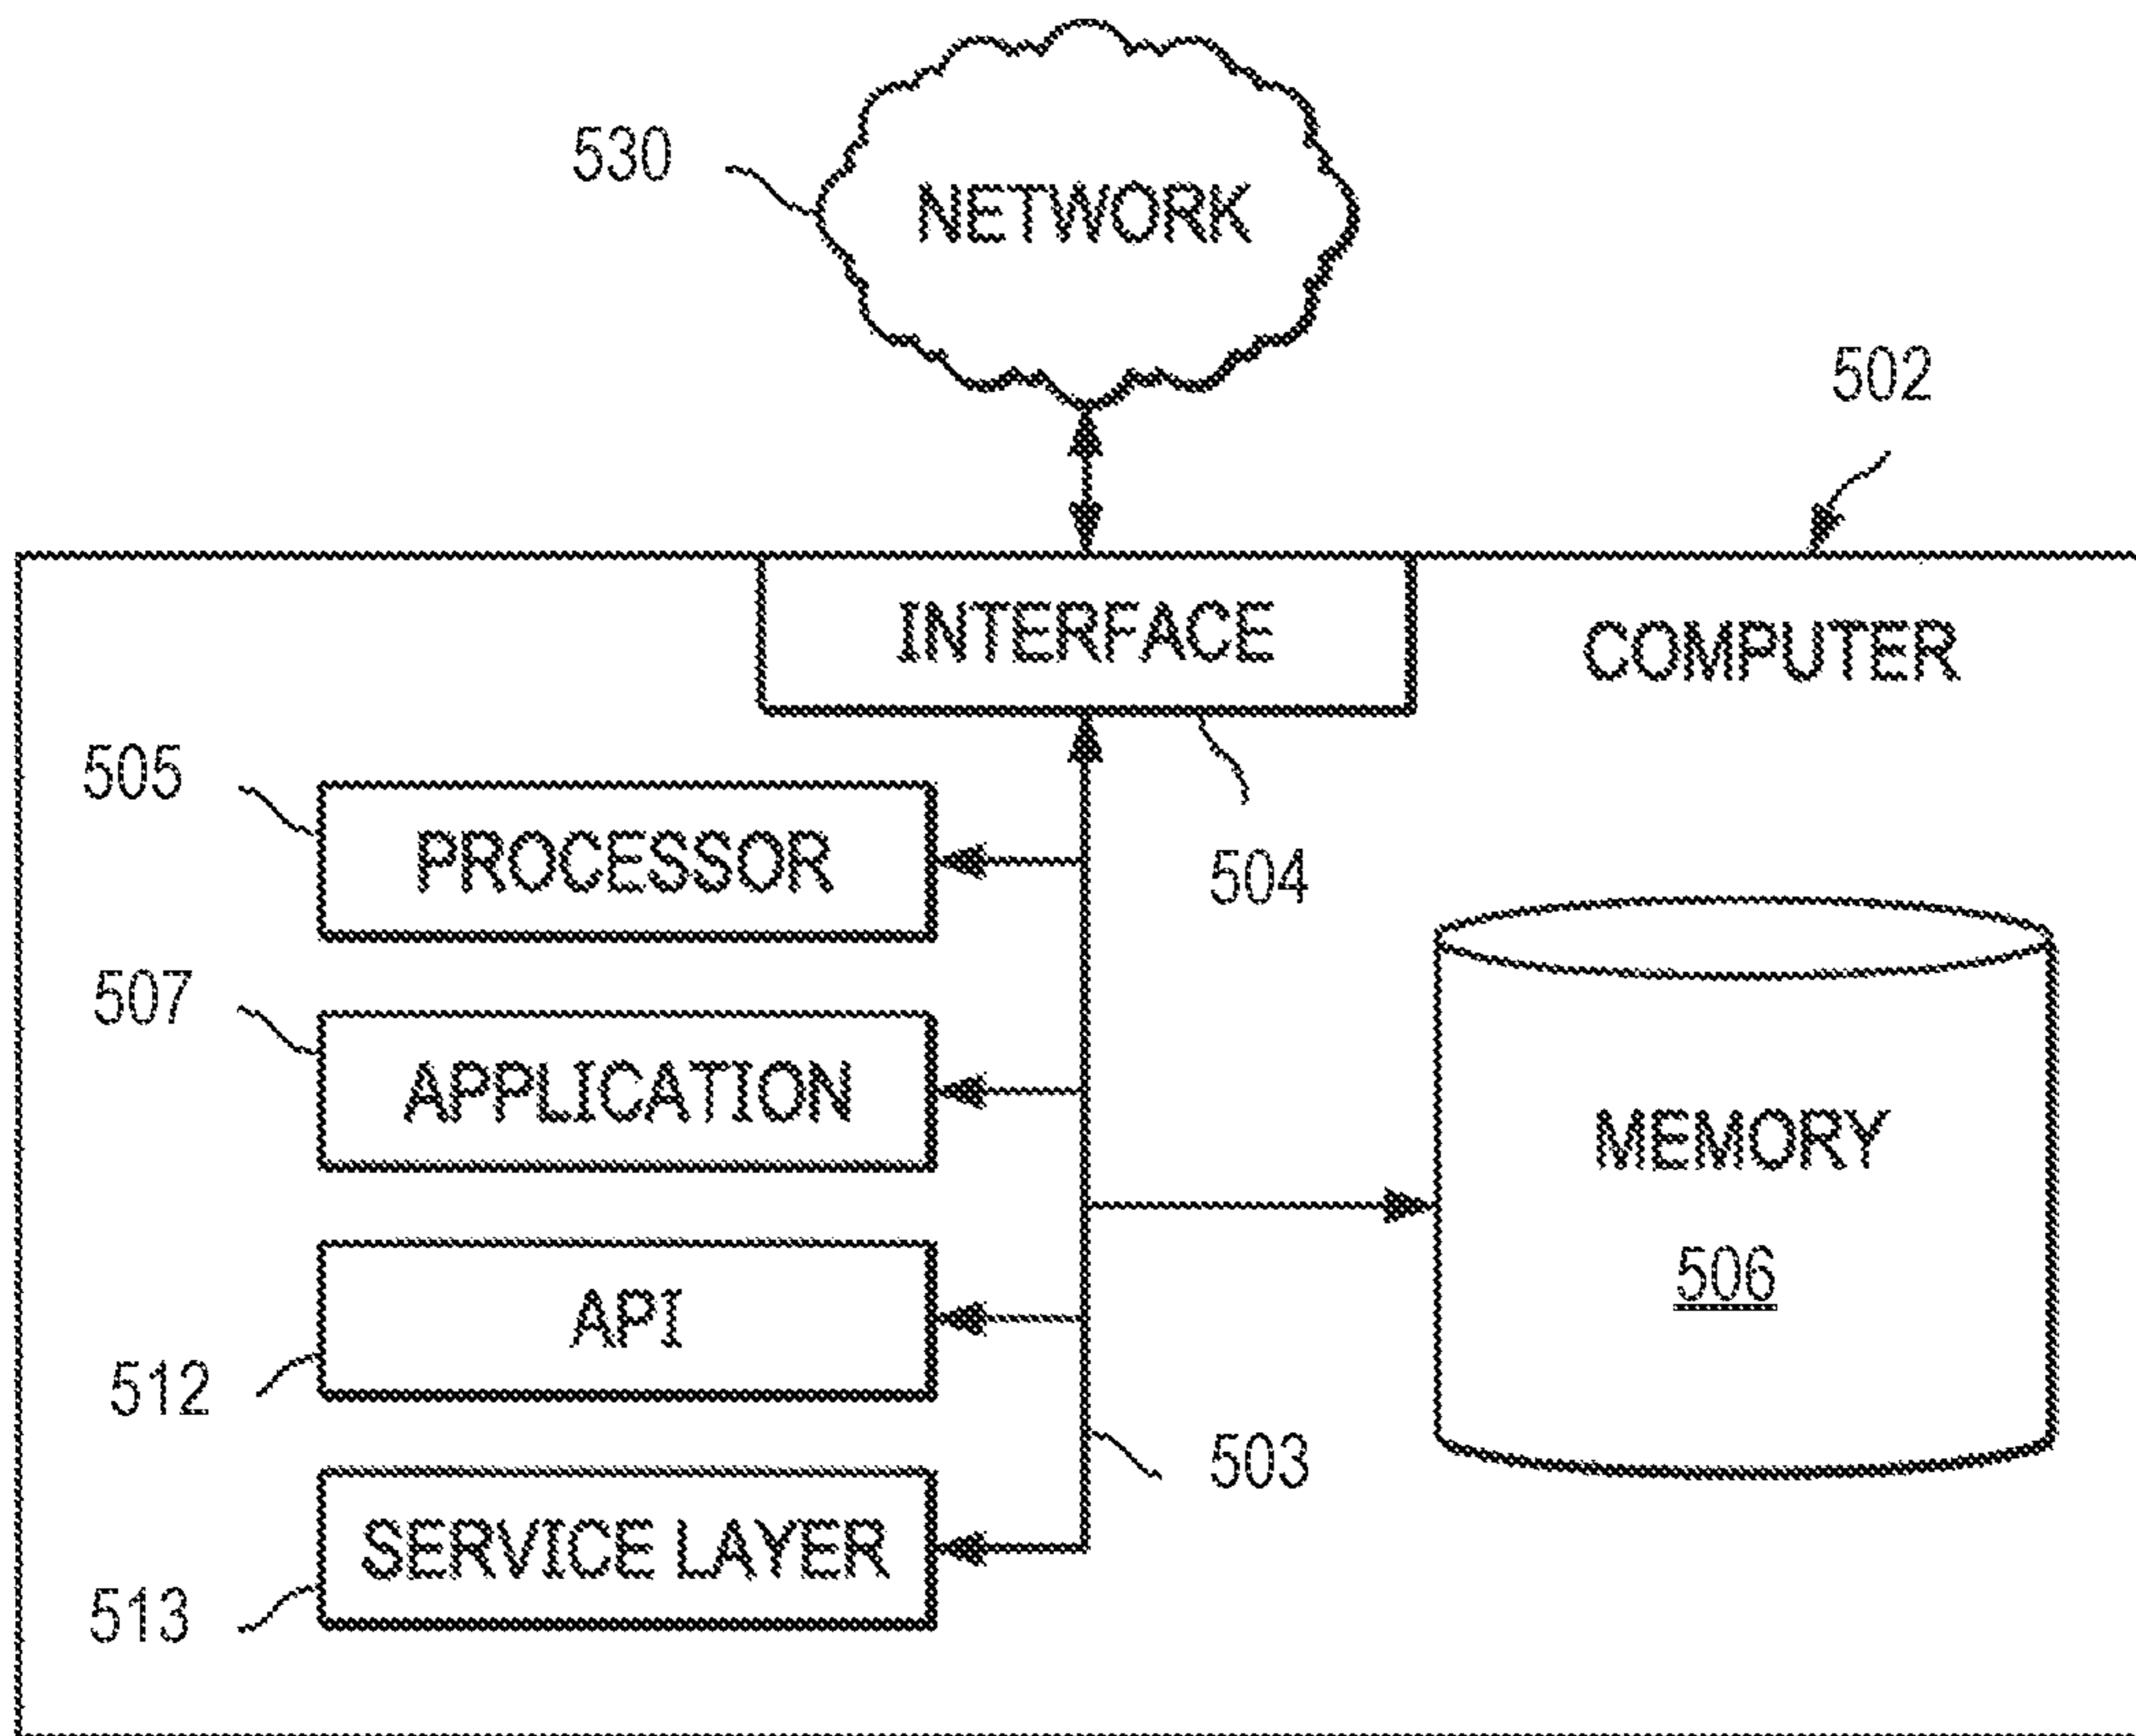 530
NETWORK
502
INTERFACE
COMPUTER
505
PROCESSOR
504
507
APPLICATION
MEMORY
506
API
512
503
SERVICE LAYER
513